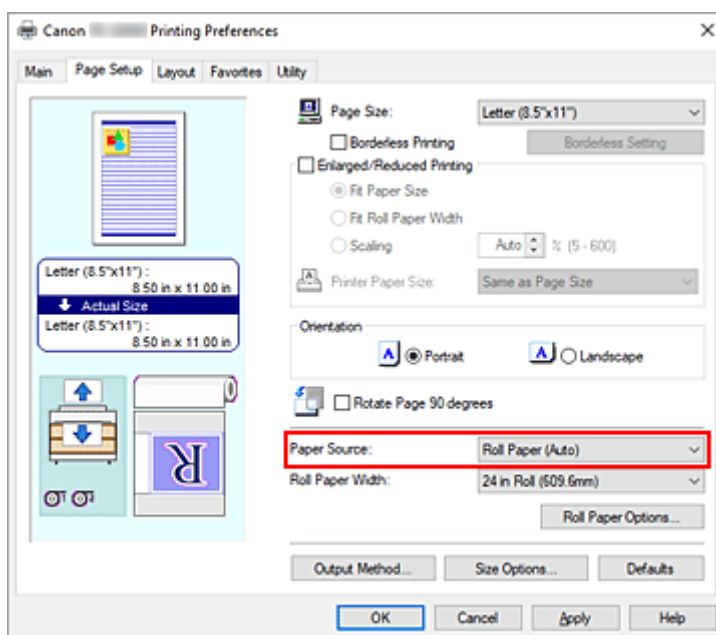 Canon Printing Preferences
Main Page Setup Layout Favorites Utility
Page Size: Letter (8.5"x11")
Borderless Printing Borderless Setting
Enlarged/Reduced Printing
Fit Paper Size
Fit Roll Paper Width
Scaling Auto % (5 - 600)
Printer Paper Size: Same as Page Size
Letter (8.5"x11") :
8.50 in x 11.00 in
Actual Size
Letter (8.5"x11") :
8.50 in x 11.00 in
Orientation
A Portrait A Landscape
Rotate Page 90 degrees
R
Paper Source: Roll Paper (Auto)
Roll Paper Width: 24 in Roll (609.6mm)
Roll Paper Options...
Output Method... Size Options... Defaults
OK Cancel Apply Help